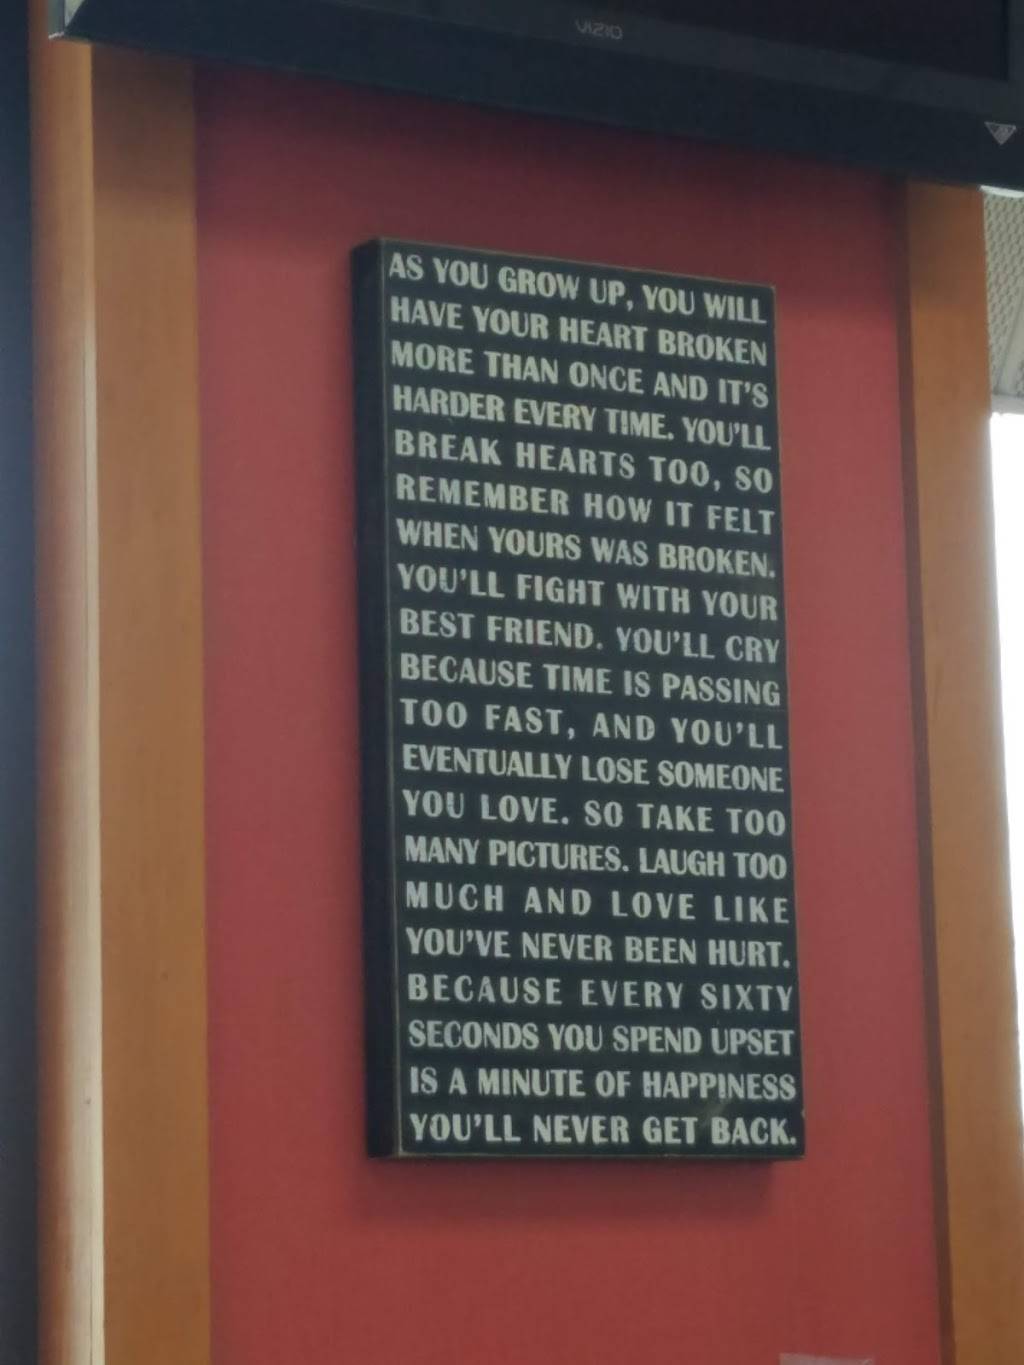 VIZIO
AS YOU GROW UP, YOU WILL
HAVE YOUR HEART BROKEN
MORE THAN ONCE AND IT'S
HARDER EVERY TIME. YOU'LL
BREAK HEARTS TOO, SO
REMEMBER HOW IT FELT
WHEN YOURS WAS BROKEN.
YOU'LL FIGHT WITH YOUR
BEST FRIEND. YOU'LL CRY
BECAUSE TIME IS PASSING
TOO FAST, AND YOU'LL
EVENTUALLY LOSE SOMEONE
YOU LOVE. SO TAKE TOO
MANY PICTURES. LAUGH TOO
MUCH AND LOVE LIKE
YOU'VE NEVER BEEN HURT.
BECAUSE EVERY SIXTY
SECONDS YOU SPEND UPSET
IS A MINUTE OF HAPPINESS
YOU'LL NEVER GET BACK.